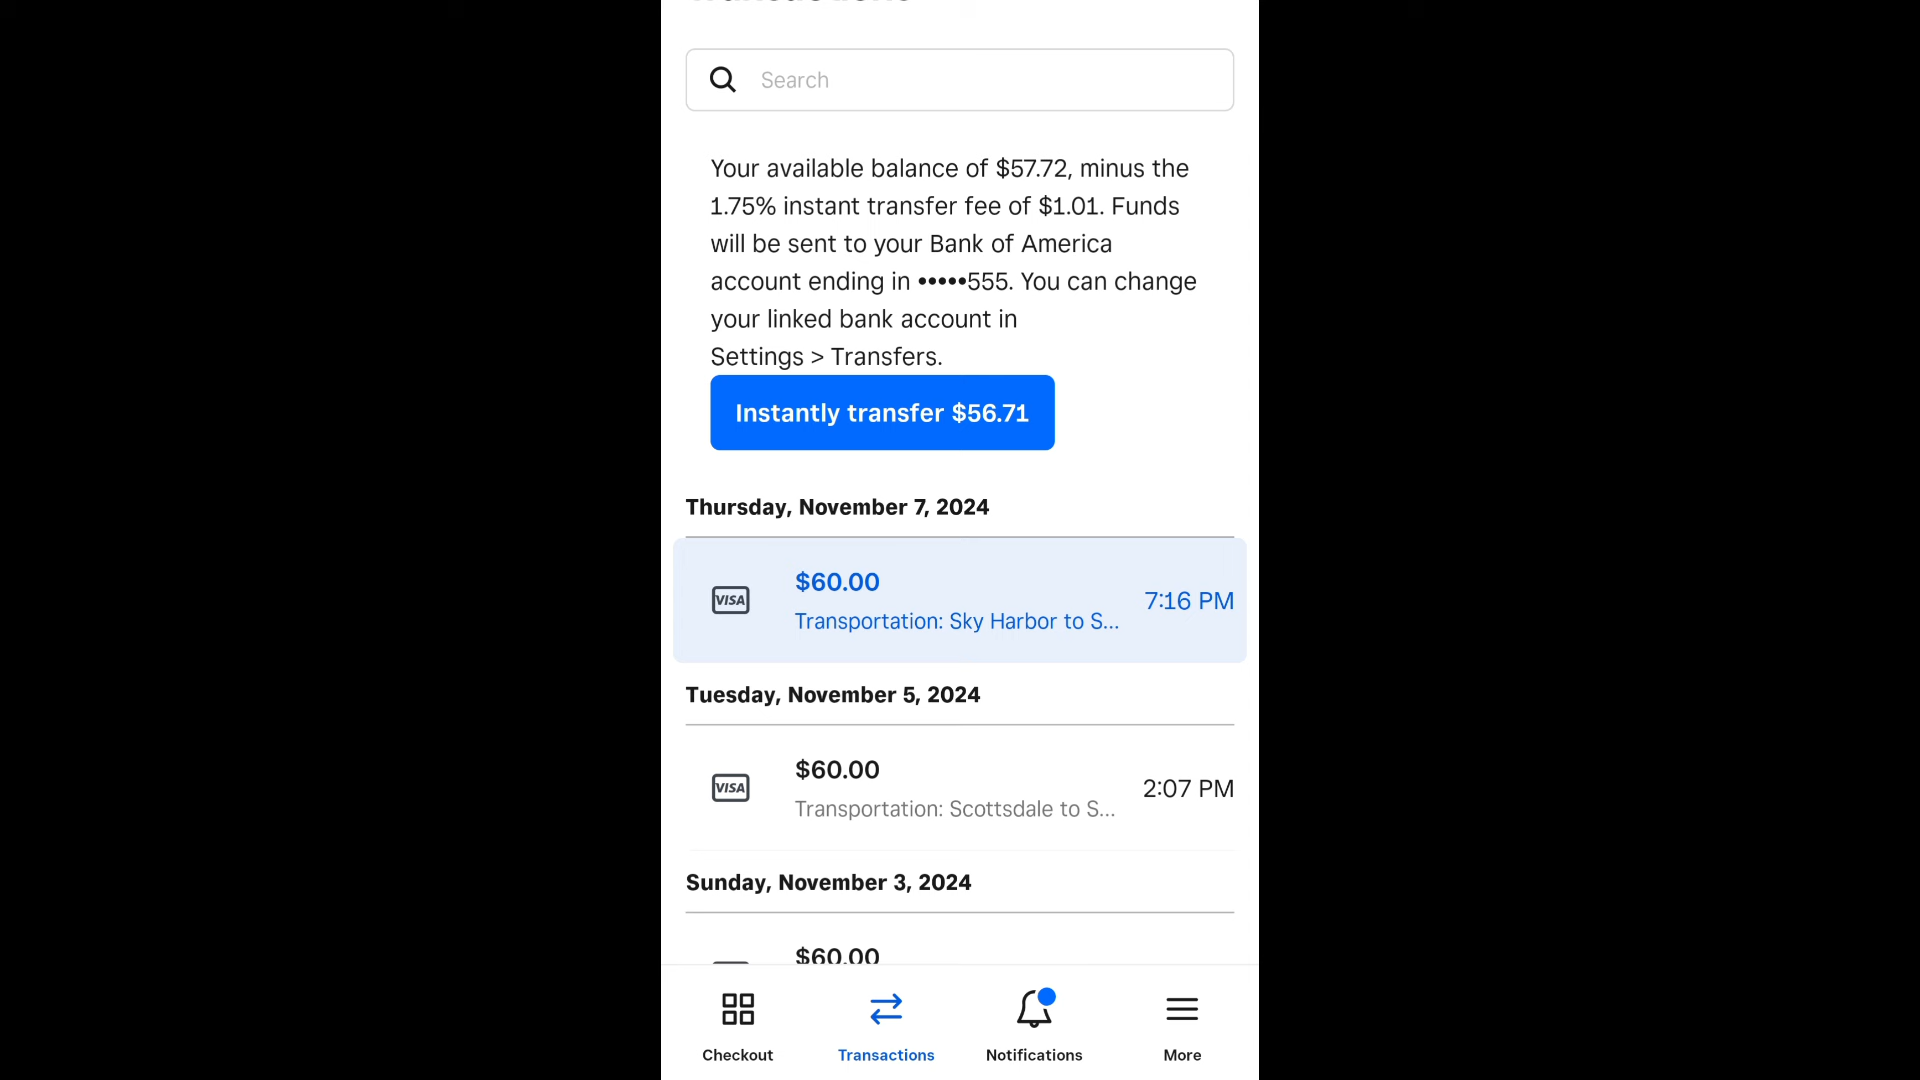 Search
Your available balance of $57.72, minus the
1.75% instant transfer fee of $1.01. Funds
will be sent to your Bank of America
account ending in •••••555. You can change
your linked bank account in
Settings > Transfers.
Instantly transfer $56.71
Thursday, November 7, 2024
VISA
$60.00
Transportation: Sky Harbor to S...
7:16 PM
Tuesday, November 5, 2024
VISA
$60.00
Transportation: Scottsdale to S...
2:07 PM
Sunday, November 3, 2024
$60.00
Checkout
Transactions
Notifications
More